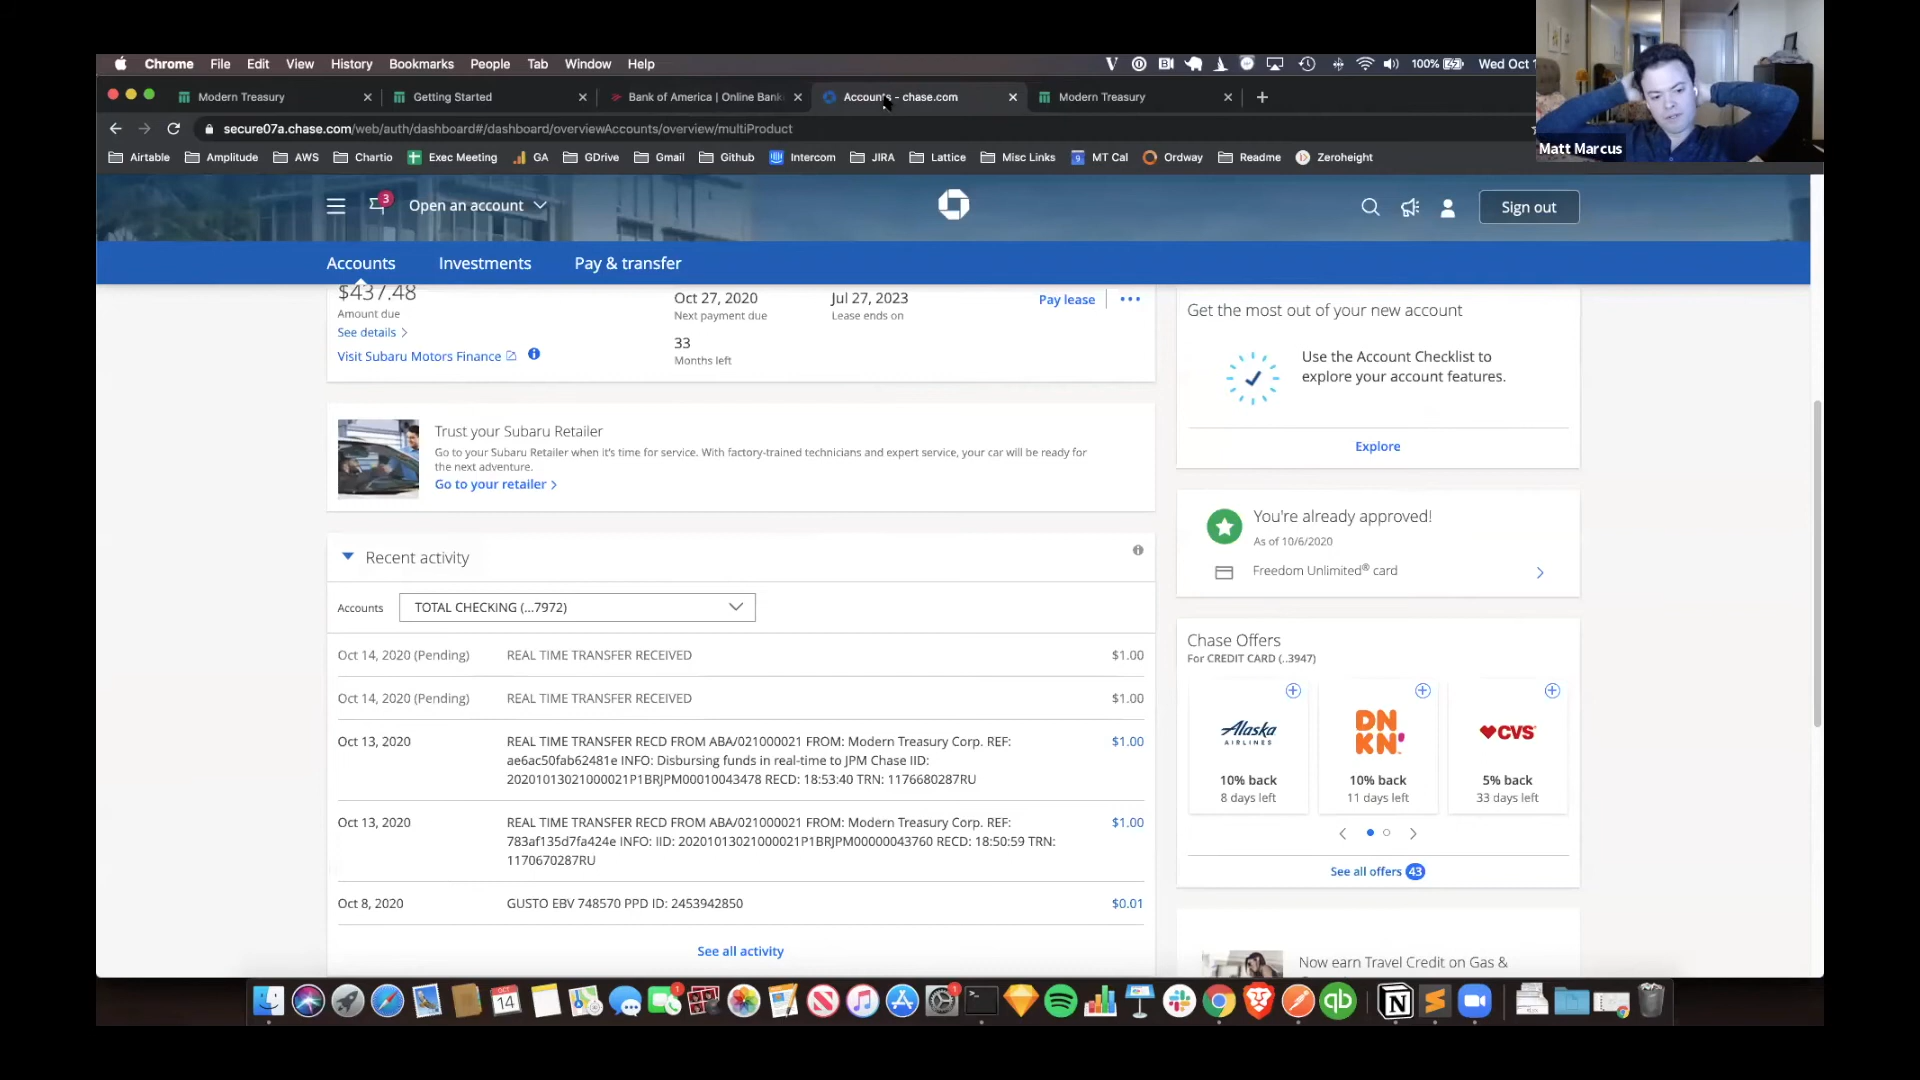 Chrome File Edit View History Bookmarks People Tab Window Help
100%
Wed Oct 1
Modern Treasury
Getting Started
Bank of America | Online Bank
Accounts - chase.com
Modern Treasury
secure07a.chase.com/web/auth/dashboard#/dashboard/overviewAccounts/overview/multiProduct
Airtable Amplitude AWS Chartio Exec Meeting GA GDrive Gmail Github Intercom JIRA Lattice Misc Links MT Cal Ordway Readme Zeroheight
Matt Marcus
3
Open an account
Sign out
Accounts Investments Pay & transfer
$437.48
Amount due
See details
Visit Subaru Motors Finance
Oct 27, 2020
Next payment due
33
Months left
Jul 27, 2023
Lease ends on
Pay lease
Trust your Subaru Retailer
Go to your Subaru Retailer when it's time for service. With factory-trained technicians and expert service, your car will be ready for
the next adventure.
Go to your retailer
Recent activity
Accounts
TOTAL CHECKING (...7972)
Oct 14, 2020 (Pending) REAL TIME TRANSFER RECEIVED $1.00
Oct 14, 2020 (Pending) REAL TIME TRANSFER RECEIVED $1.00
Oct 13, 2020 REAL TIME TRANSFER RECD FROM ABA/021000021 FROM: Modern Treasury Corp. REF: $1.00
ae6ac50fab62481e INFO: Disbursing funds in real-time to JPM Chase IID:
20201013021000021P1BRJPM00010043478 RECD: 18:53:40 TRN: 1176680287RU
Oct 13, 2020 REAL TIME TRANSFER RECD FROM ABA/021000021 FROM: Modern Treasury Corp. REF: $1.00
783af135d7fa424e INFO: IID: 20201013021000021P1BRJPM00000043760 RECD: 18:50:59 TRN:
1170670287RU
Oct 8, 2020 GUSTO EBV 748570 PPD ID: 2453942850 $0.01
See all activity
Get the most out of your new account
Use the Account Checklist to
explore your account features.
Explore
You're already approved!
As of 10/6/2020
Freedom Unlimited® card
Chase Offers
For CREDIT CARD (..3947)
Alaska
AIRLINES
10% back
8 days left
DN
KN'
10% back
11 days left
CVS
5% back
33 days left
See all offers 43
Now earn Travel Credit on Gas &
OCT
14
1
1